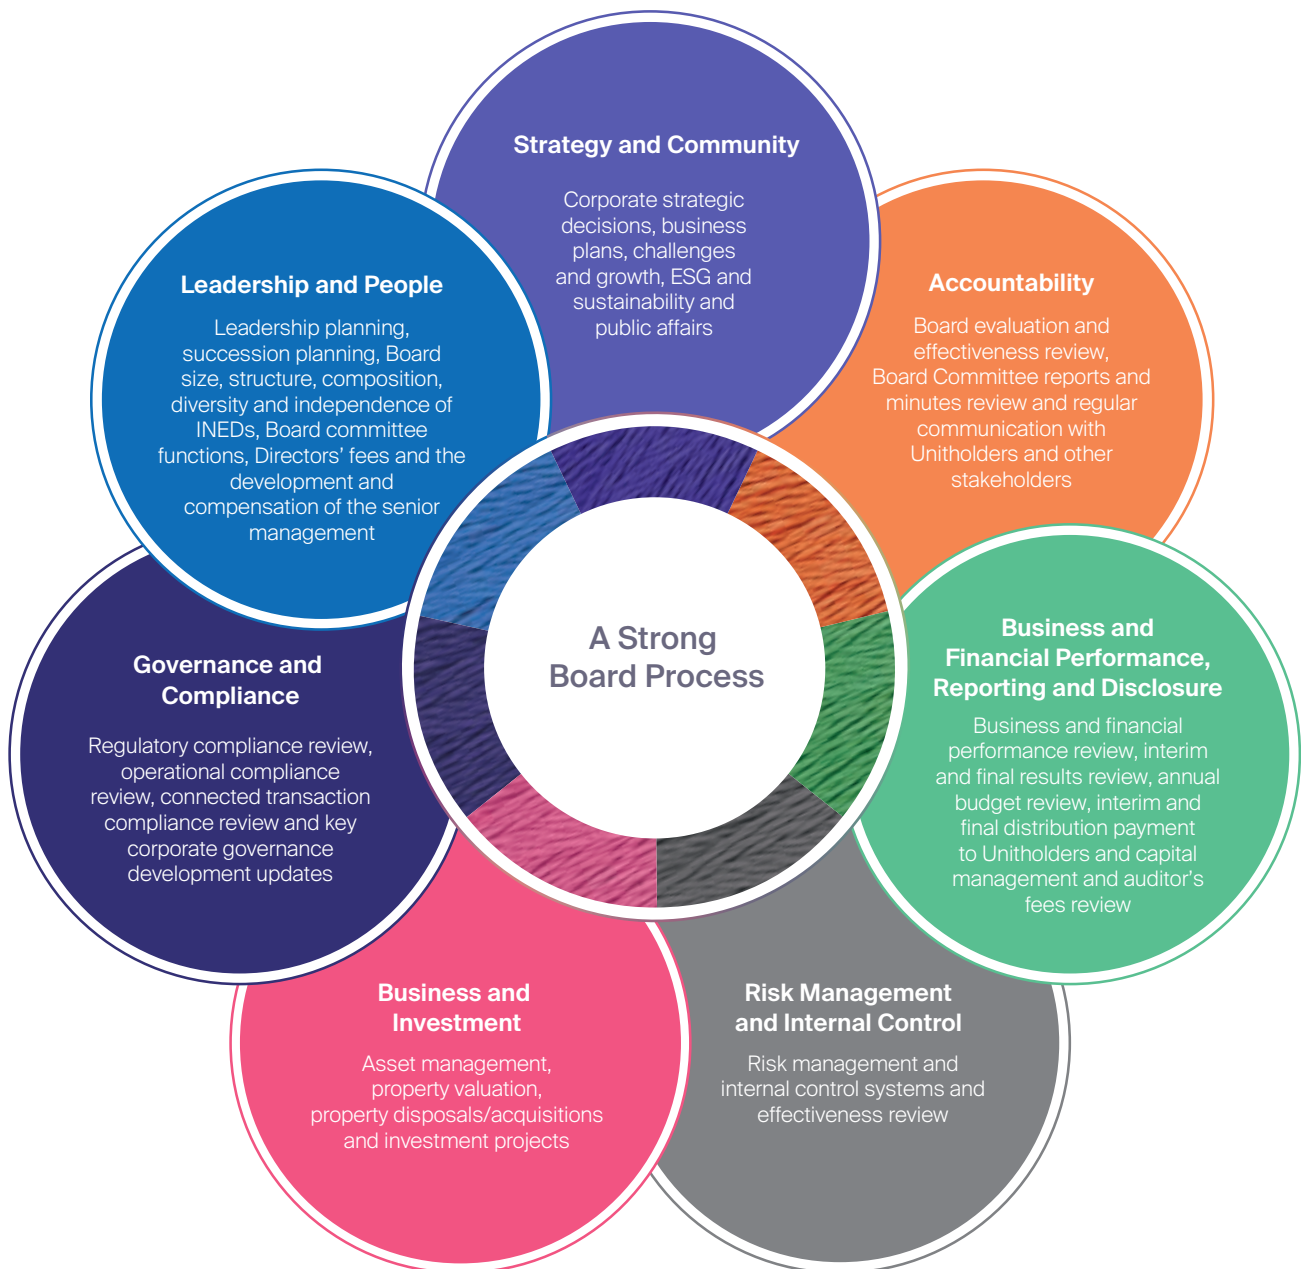 Strategy and Community
Corporate strategic
decisions, business
plans, challenges
and growth, ESG and
sustainability and
public affairs
Accountability
Board evaluation and
effectiveness review,
Board Committee reports and
minutes review and regular
communication with
Unitholders and other
stakeholders
Business and
Financial Performance,
Reporting and Disclosure
Business and financial
performance review, interim
and final results review, annual
budget review, interim and
final distribution payment
to Unitholders and capital
management and auditor's
fees review
Risk Management
and Internal Control
Risk management and
internal control systems and
effectiveness review
Business and
Investment
Asset management,
property valuation,
property disposals/acquisitions
and investment projects
Governance and
Compliance
Regulatory compliance review,
operational compliance
review, connected transaction
compliance review and key
corporate governance
development updates
Leadership and People
Leadership planning,
succession planning, Board
size, structure, composition,
diversity and independence of
INEDs, Board committee
functions, Directors' fees and the
development and
compensation of the senior
management
A Strong
Board Process